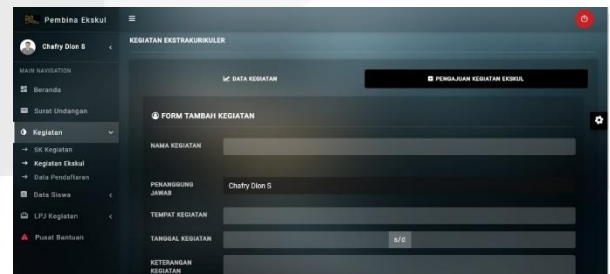 Pembina Ekskul
Chafry Dion S
MAIN NAVIGATION
Beranda
Surat Undangan
Kegiatan
SK Kegiatan
Kegiatan Ekskul
Data Pendaftaran
Data Siswa
LPJ Kegiatan
Pusat Bantuan
KEGIATAN EKSTRAKURIKULER
DATA KEGIATAN
PENGAJUAN KEGIATAN EKSKUL
FORM TAMBAH KEGIATAN
NAMA KEGIATAN
PENANGGUNG JAWAB
Chafry Dion S
TEMPAT KEGIATAN
TANGGAL KEGIATAN
s/d
KETERANGAN KEGIATAN